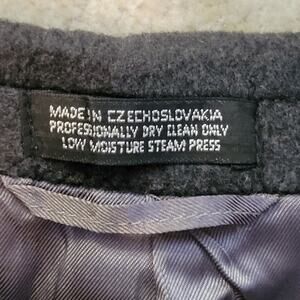 MADE IN CZECHOSLOVAKIA
PROFESSIONALLY DRY CLEAN ONLY
LOW MOISTURE STEAM PRESS